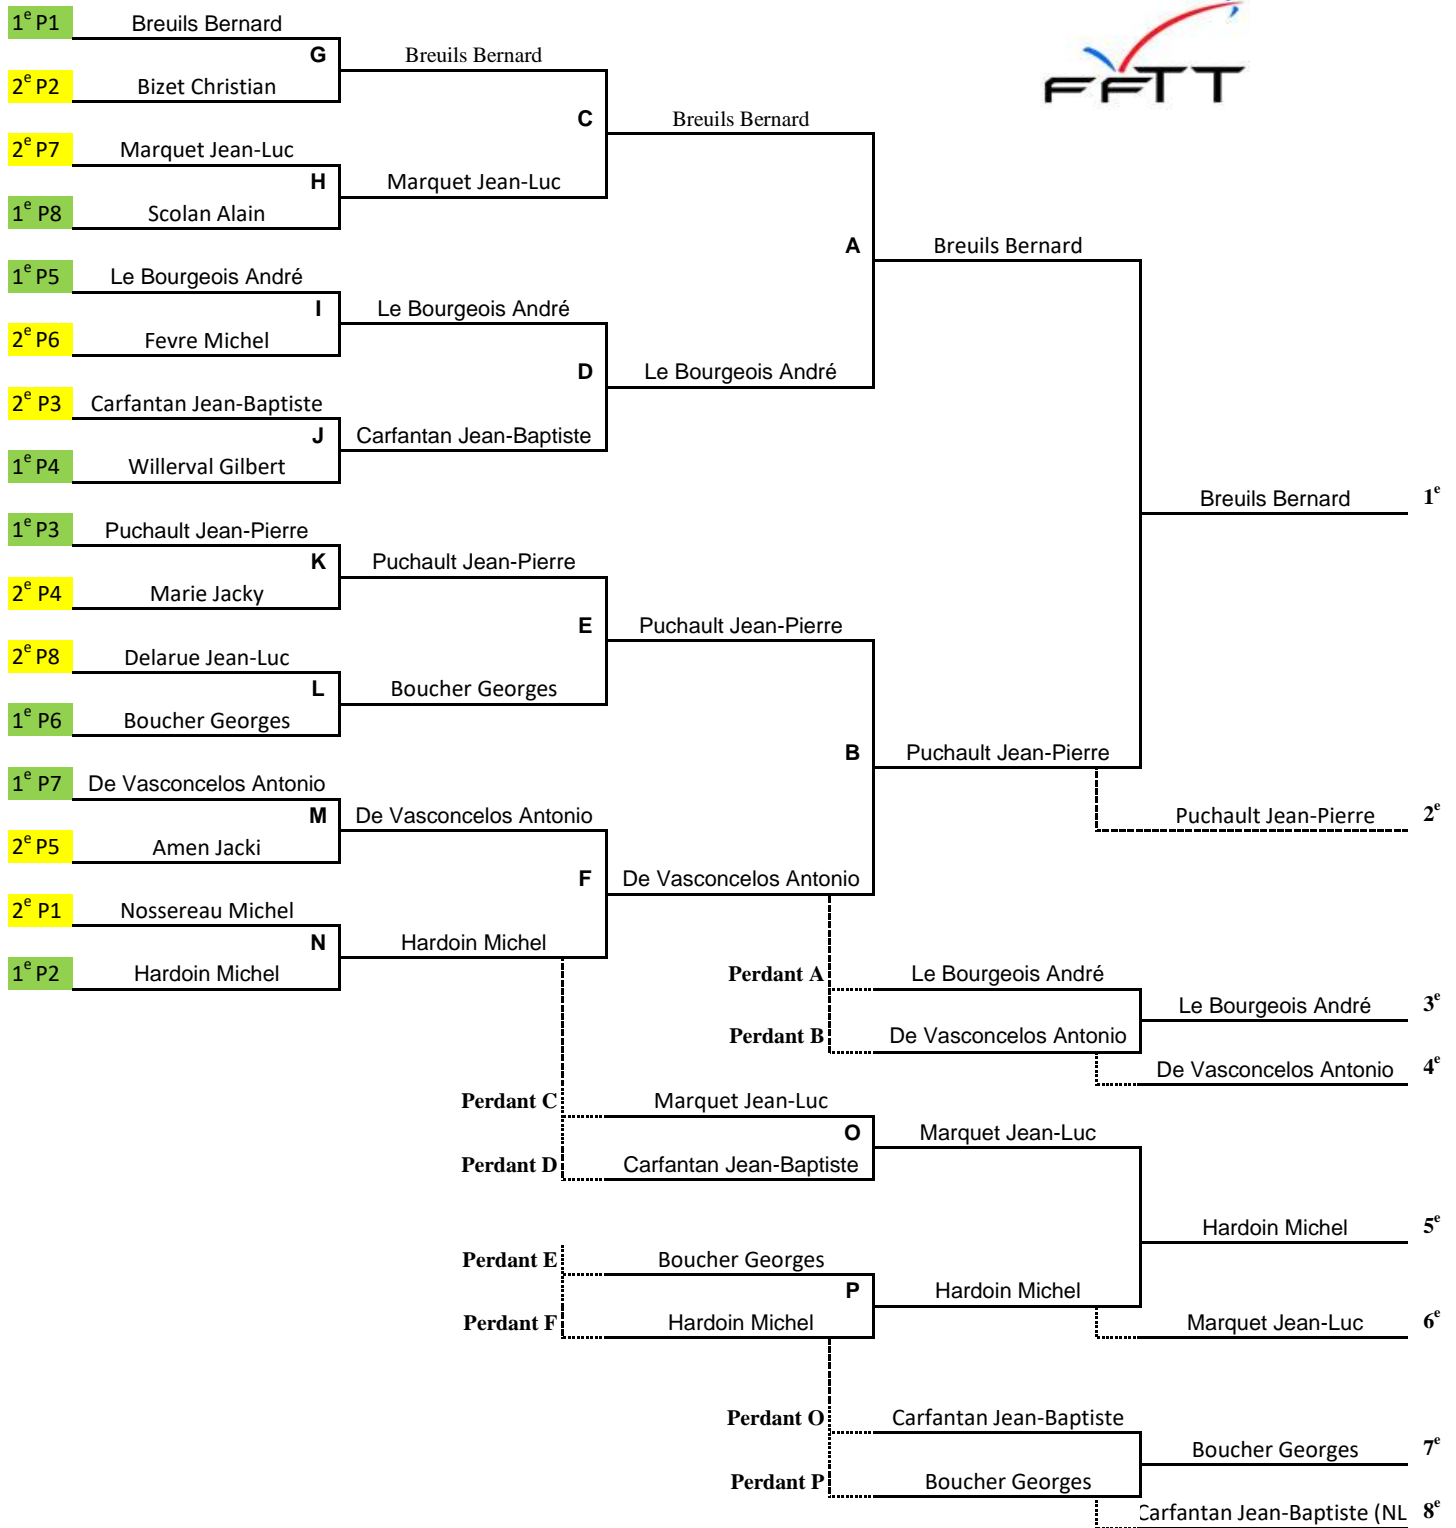 FFTT
1e P1 Breuils Bernard
G Breuils Bernard
2e P2 Bizet Christian
C Breuils Bernard
2e P7 Marquet Jean-Luc
H Marquet Jean-Luc
1e P8 Scolan Alain
A Breuils Bernard
1e P5 Le Bourgeois André
I Le Bourgeois André
2e P6 Fevre Michel
D Le Bourgeois André
2e P3 Carfantan Jean-Baptiste
J Carfantan Jean-Baptiste
1e P4 Willerval Gilbert
Breuils Bernard 1e
1e P3 Puchault Jean-Pierre
K Puchault Jean-Pierre
2e P4 Marie Jacky
E Puchault Jean-Pierre
2e P8 Delarue Jean-Luc
L Boucher Georges
1e P6 Boucher Georges
B Puchault Jean-Pierre
1e P7 De Vasconcelos Antonio
M De Vasconcelos Antonio
Puchault Jean-Pierre 2e
2e P5 Amen Jacki
F De Vasconcelos Antonio
2e P1 Nossereau Michel
N Hardoin Michel
1e P2 Hardoin Michel
Perdant A Le Bourgeois André
Le Bourgeois André 3e
Perdant B De Vasconcelos Antonio
De Vasconcelos Antonio 4e
Perdant C Marquet Jean-Luc
O Marquet Jean-Luc
Perdant D Carfantan Jean-Baptiste
Hardoin Michel 5e
Perdant E Boucher Georges
P Hardoin Michel
Perdant F Hardoin Michel
Marquet Jean-Luc 6e
Perdant O Carfantan Jean-Baptiste
Boucher Georges 7e
Perdant P Boucher Georges
Carfantan Jean-Baptiste (NL 8e